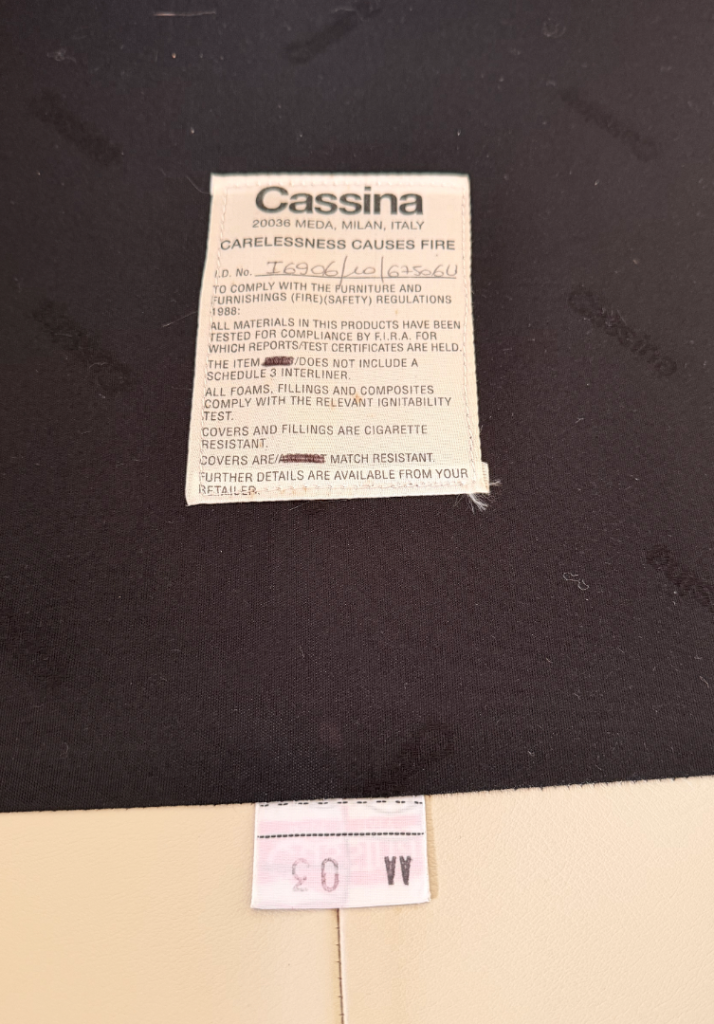 Cassina
20036 MEDA, MILAN, ITALY
CARELESSNESS CAUSES FIRE
I.D. No. I6906/10/67506U
TO COMPLY WITH THE FURNITURE AND
FURNISHINGS (FIRE)(SAFETY) REGULATIONS
1988:
ALL MATERIALS IN THIS PRODUCTS HAVE BEEN
TESTED FOR COMPLIANCE BY F.I.R.A. FOR
WHICH REPORTS/TEST CERTIFICATES ARE HELD.
THE ITEM /DOES NOT INCLUDE A
SCHEDULE 3 INTERLINER.
ALL FOAMS, FILLINGS AND COMPOSITES
COMPLY WITH THE RELEVANT IGNITABILITY
TEST.
COVERS AND FILLINGS ARE CIGARETTE
RESISTANT.
COVERS ARE/ARE NOT MATCH RESISTANT.
FURTHER DETAILS ARE AVAILABLE FROM YOUR
RETAILER.
Cassina
AA 03